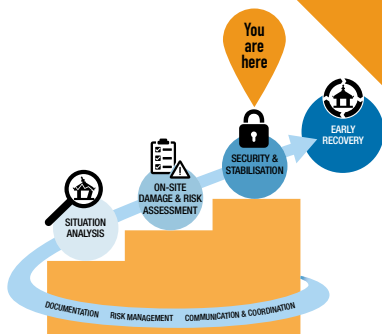 You
are
here
EARLY
RECOVERY
SECURITY &
STABILISATION
ON-SITE
DAMAGE & RISK
ASSESSMENT
SITUATION
ANALYSIS
DOCUMENTATION RISK MANAGEMENT COMMUNICATION & COORDINATION